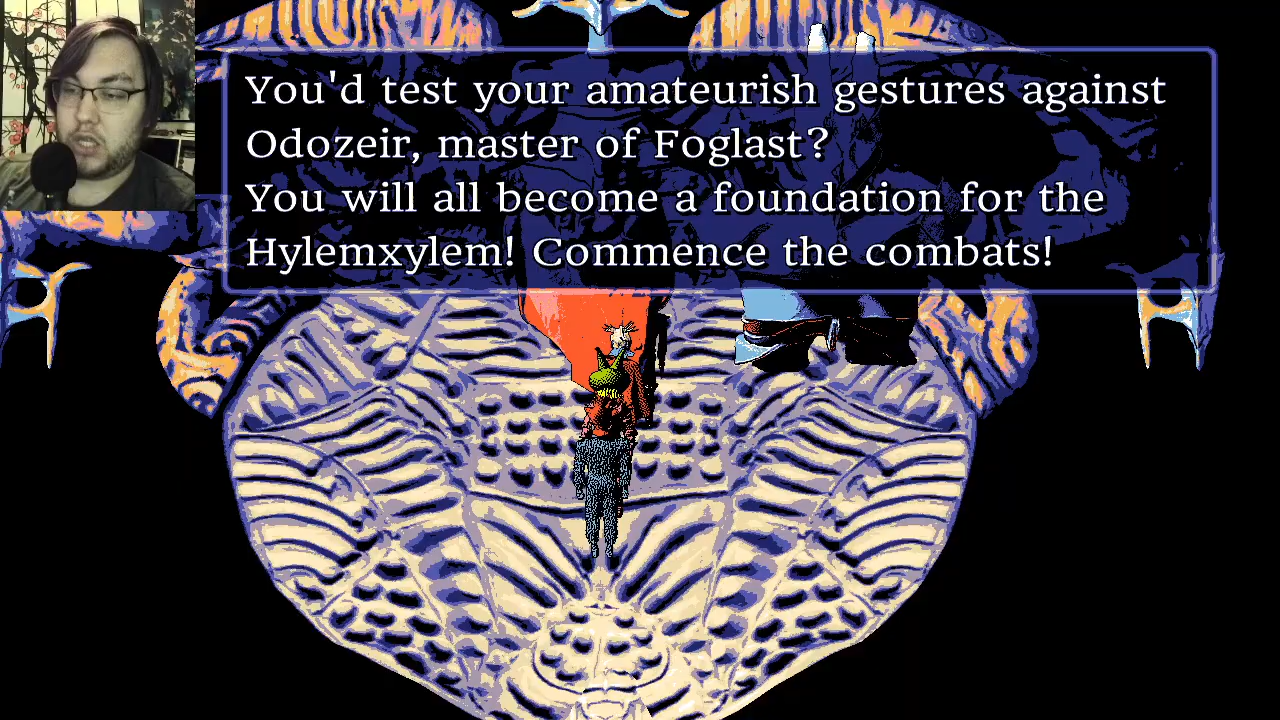 You'd test your amateurish gestures against
Odozeir, master of Foglast?
You will all become a foundation for the
Hylemxylem! Commence the combats!